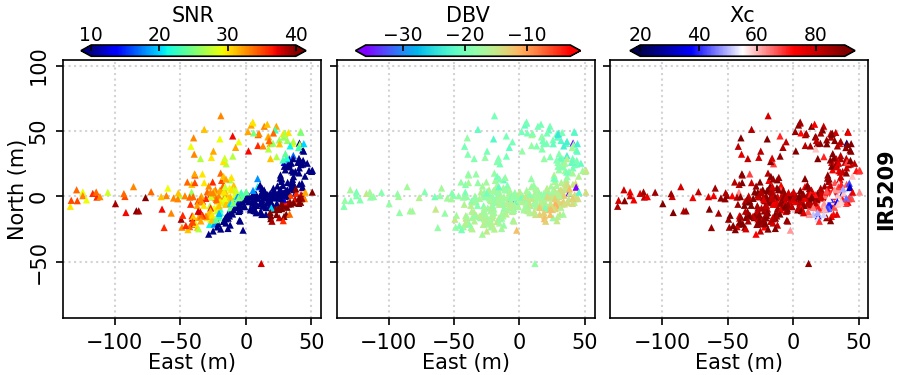 SNR DBV Xc
10 20 30 40 −30 −20 −10 20 40 60 80
100
50
0
−50
North (m)
−100 −50 0 50 −100 −50 0 50 −100 −50 0 50
East (m) East (m) East (m)
IR5209